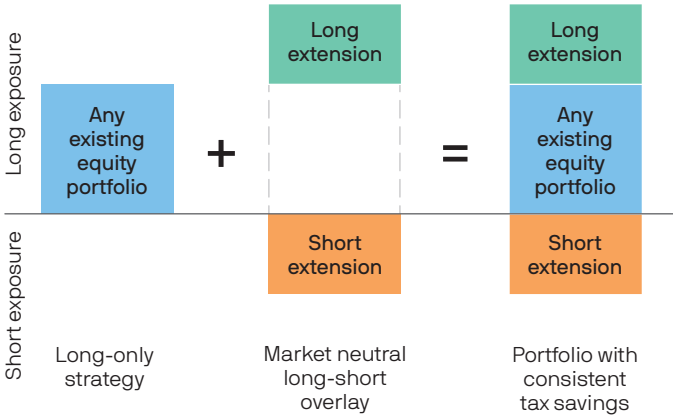 Long exposure
Short exposure
Any
existing
equity
portfolio
+
Long
extension
Short
extension
=
Long
extension
Any
existing
equity
portfolio
Short
extension
Long-only
strategy
Market neutral
long-short
overlay
Portfolio with
consistent
tax savings